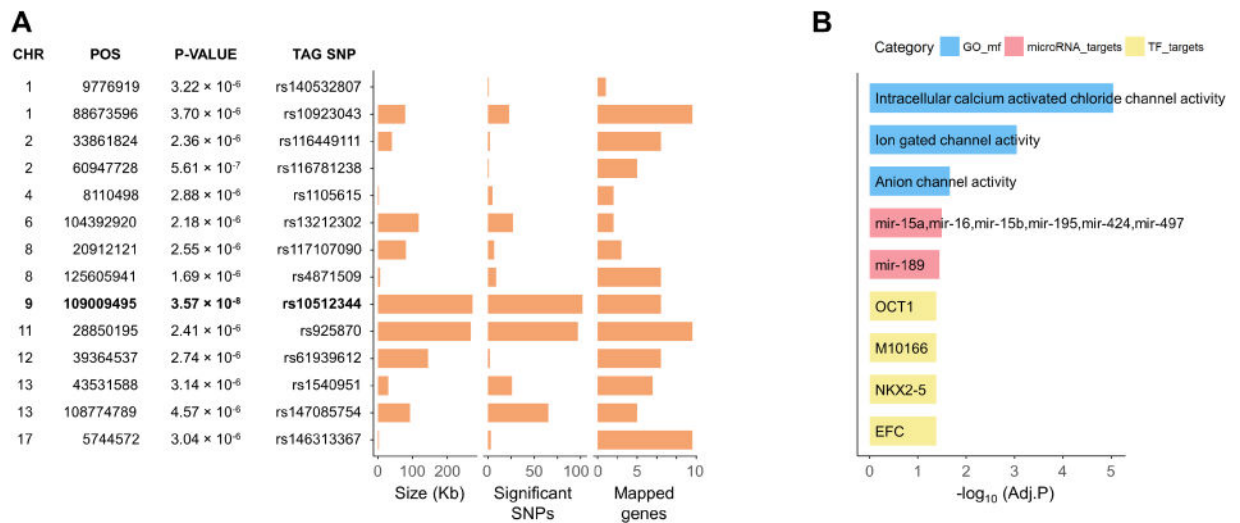 A
CHR POS P-VALUE TAG SNP
1 9776919 3.22 × 10⁻⁶ rs140532807
1 88673596 3.70 × 10⁻⁶ rs10923043
2 33861824 2.36 × 10⁻⁶ rs116449111
2 60947728 5.61 × 10⁻⁷ rs116781238
4 8110498 2.88 × 10⁻⁶ rs1105615
6 104392920 2.18 × 10⁻⁶ rs13212302
8 20912121 2.55 × 10⁻⁶ rs117107090
8 125605941 1.69 × 10⁻⁶ rs4871509
9 109009495 3.57 × 10⁻⁸ rs10512344
11 28850195 2.41 × 10⁻⁶ rs925870
12 39364537 2.74 × 10⁻⁶ rs61939612
13 43531588 3.14 × 10⁻⁶ rs1540951
13 108774789 4.57 × 10⁻⁶ rs147085754
17 5744572 3.04 × 10⁻⁶ rs146313367
0 100 200 0 50 100 0 5 10
Size (Kb) Significant SNPs Mapped genes
B
Category GO_mf microRNA_targets TF_targets
Intracellular calcium activated chloride channel activity
Ion gated channel activity
Anion channel activity
mir-15a,mir-16,mir-15b,mir-195,mir-424,mir-497
mir-189
OCT1
M10166
NKX2-5
EFC
0 1 2 3 4 5
-log₁₀ (Adj.P)